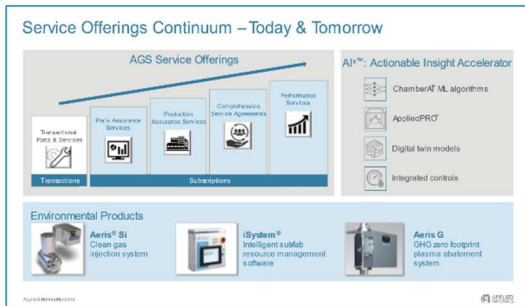 Service Offerings Continuum – Today & Tomorrow
AGS Service Offerings
Transactional
Parts & Services
Parts Assurance
Services
Production
Assurance Services
Comprehensive
Service Agreements
Performance
Services
Transactions
Subscriptions
AIˣ™: Actionable Insight Accelerator
ChamberAI® ML algorithms
AppliedPRO®
Digital twin models
Integrated controls
Environmental Products
Aeris® Si
Clean gas
injection system
iSystem®
Intelligent subfab
resource management
software
Aeris G
GHG zero footprint
plasma abatement
system
APPLIED
MATERIALS